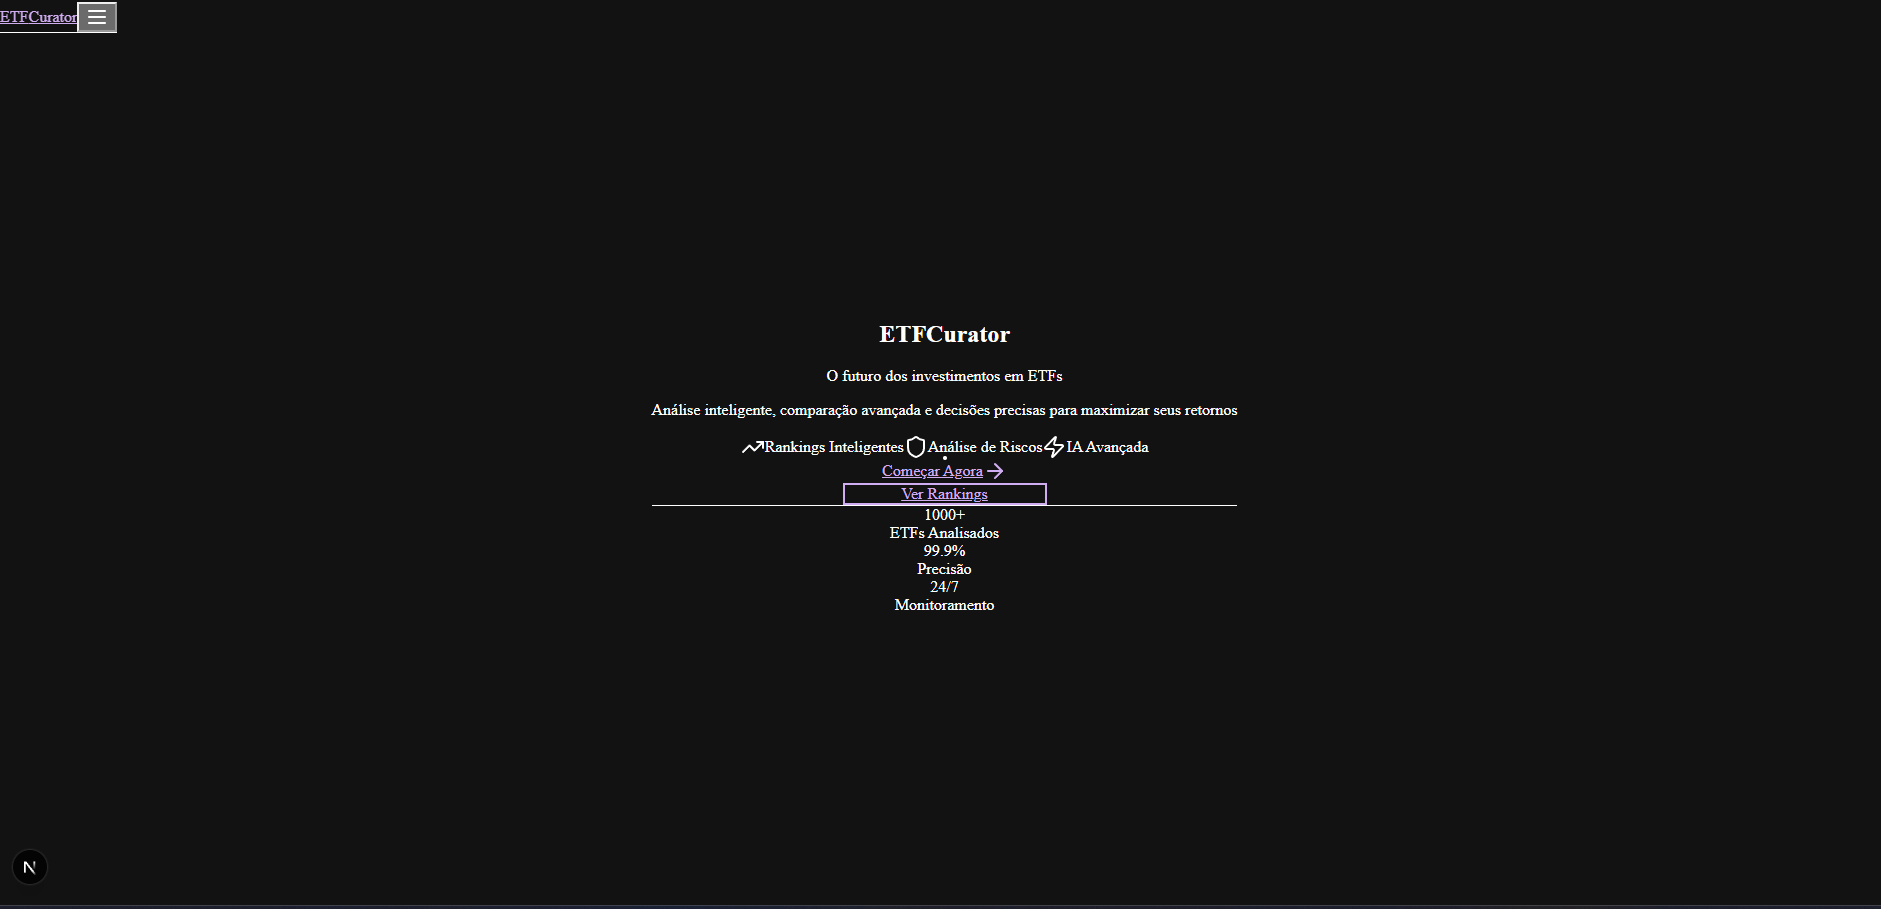 ETFCurator
ETFCurator
O futuro dos investimentos em ETFs
Análise inteligente, comparação avançada e decisões precisas para maximizar seus retornos
Rankings Inteligentes Análise de Riscos IA Avançada
Começar Agora
Ver Rankings
1000+
ETFs Analisados
99.9%
Precisão
24/7
Monitoramento
N